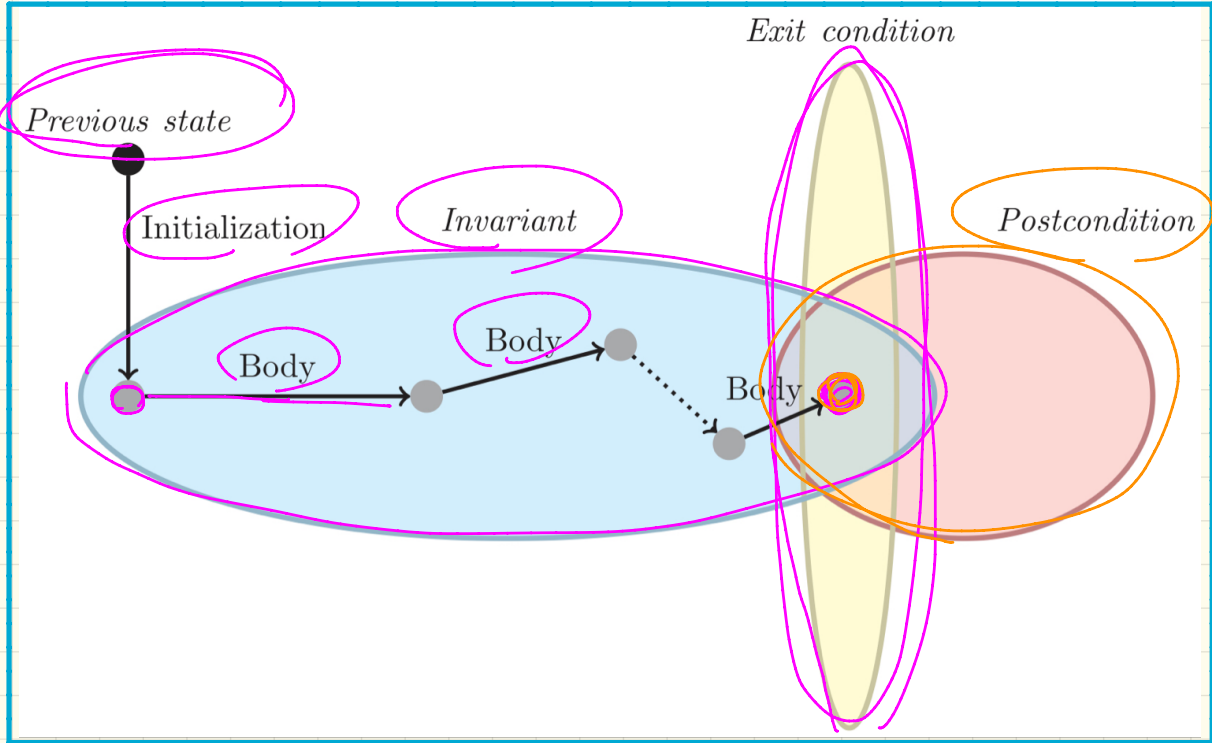 Exit condition
Previous state
Initialization
Invariant
Postcondition
Body
Body
Body